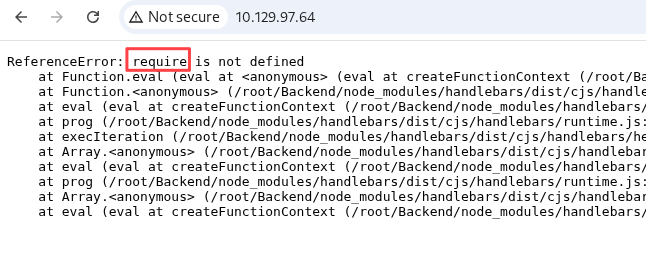 Not secure 10.129.97.64
ReferenceError: require is not defined
at Function.eval (eval at <anonymous> (eval at createFunctionContext (/root/Ba
at Function.<anonymous> (/root/Backend/node_modules/handlebars/dist/cjs/handle
at eval (eval at createFunctionContext (/root/Backend/node_modules/handlebars/
at prog (/root/Backend/node_modules/handlebars/dist/cjs/handlebars/runtime.js:
at execIteration (/root/Backend/node_modules/handlebars/dist/cjs/handlebars/he
at Array.<anonymous> (/root/Backend/node_modules/handlebars/dist/cjs/handlebar
at eval (eval at createFunctionContext (/root/Backend/node_modules/handlebars/
at prog (/root/Backend/node_modules/handlebars/dist/cjs/handlebars/runtime.js:
at Array.<anonymous> (/root/Backend/node_modules/handlebars/dist/cjs/handlebar
at eval (eval at createFunctionContext (/root/Backend/node_modules/handlebars/